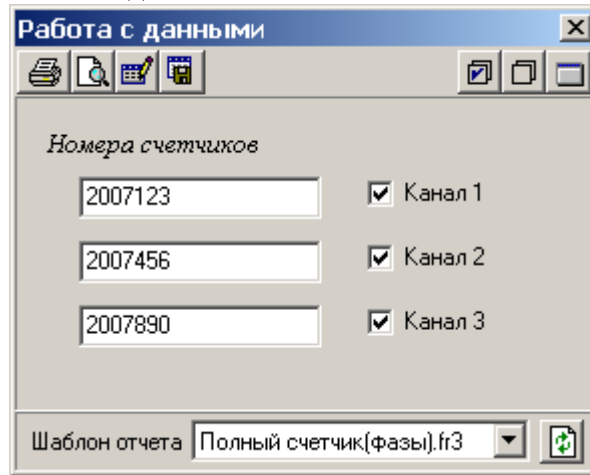 Работа с данными
Номера счетчиков
2007123 Канал 1
2007456 Канал 2
2007890 Канал 3
Шаблон отчета Полный счетчик(фазы).fr3